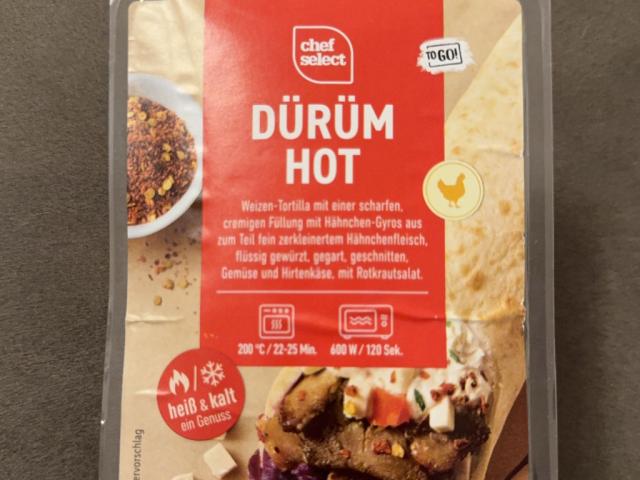 chef
select
TO GO!
DÜRÜM
HOT
Weizen-Tortilla mit einer scharfen,
cremigen Füllung mit Hähnchen-Gyros aus
zum Teil fein zerkleinertem Hähnchenfleisch,
flüssig gewürzt, gegart, geschnitten,
Gemüse und Hirtenkäse, mit Rotkrautsalat.
200 °C / 22-25 Min.
600 W / 120 Sek.
heiß & kalt
ein Genuss